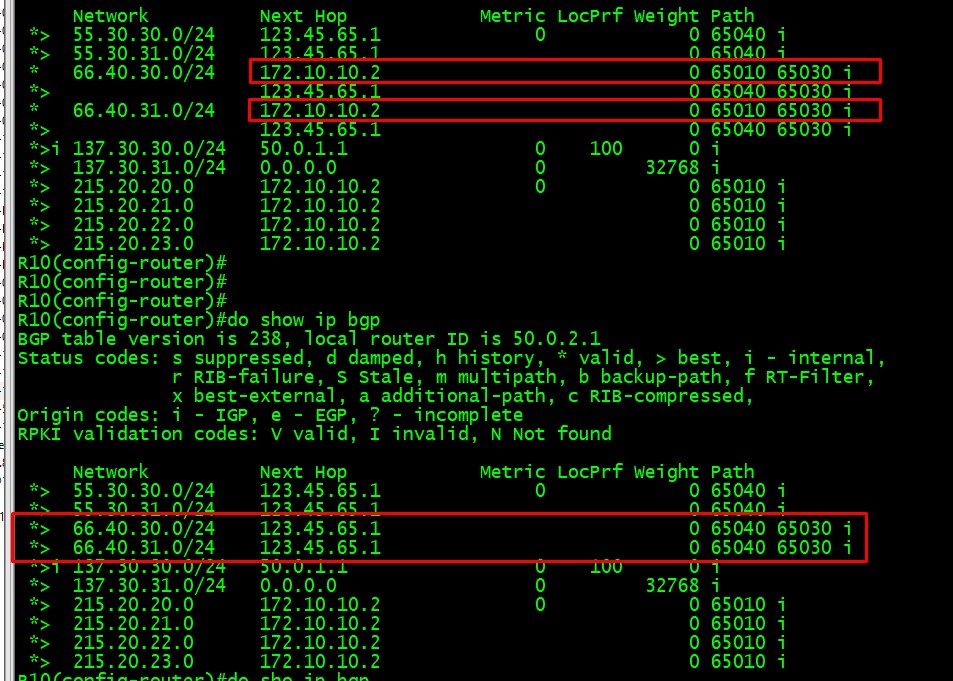 Network Next Hop Metric LocPrf Weight Path
*> 55.30.30.0/24 123.45.65.1 0 0 65040 i
*> 55.30.31.0/24 123.45.65.1 0 65040 i
* 66.40.30.0/24 172.10.10.2 0 65010 65030 i
*> 123.45.65.1 0 65040 65030 i
* 66.40.31.0/24 172.10.10.2 0 65010 65030 i
*> 123.45.65.1 0 65040 65030 i
*>i 137.30.30.0/24 50.0.1.1 0 100 0 i
*> 137.30.31.0/24 0.0.0.0 0 32768 i
*> 215.20.20.0 172.10.10.2 0 0 65010 i
*> 215.20.21.0 172.10.10.2 0 65010 i
*> 215.20.22.0 172.10.10.2 0 65010 i
*> 215.20.23.0 172.10.10.2 0 65010 i
R10(config-router)#
R10(config-router)#
R10(config-router)#
R10(config-router)#do show ip bgp
BGP table version is 238, local router ID is 50.0.2.1
Status codes: s suppressed, d damped, h history, * valid, > best, i - internal,
r RIB-failure, S Stale, m multipath, b backup-path, f RT-Filter,
x best-external, a additional-path, c RIB-compressed,
Origin codes: i - IGP, e - EGP, ? - incomplete
RPKI validation codes: V valid, I invalid, N Not found
Network Next Hop Metric LocPrf Weight Path
*> 55.30.30.0/24 123.45.65.1 0 0 65040 i
*> 55.30.31.0/24 123.45.65.1 0 65040 i
*> 66.40.30.0/24 123.45.65.1 0 65040 65030 i
*> 66.40.31.0/24 123.45.65.1 0 65040 65030 i
*>i 137.30.30.0/24 50.0.1.1 0 100 0 i
*> 137.30.31.0/24 0.0.0.0 0 32768 i
*> 215.20.20.0 172.10.10.2 0 0 65010 i
*> 215.20.21.0 172.10.10.2 0 65010 i
*> 215.20.22.0 172.10.10.2 0 65010 i
*> 215.20.23.0 172.10.10.2 0 65010 i
R10(config-router)#do sho ip bgp